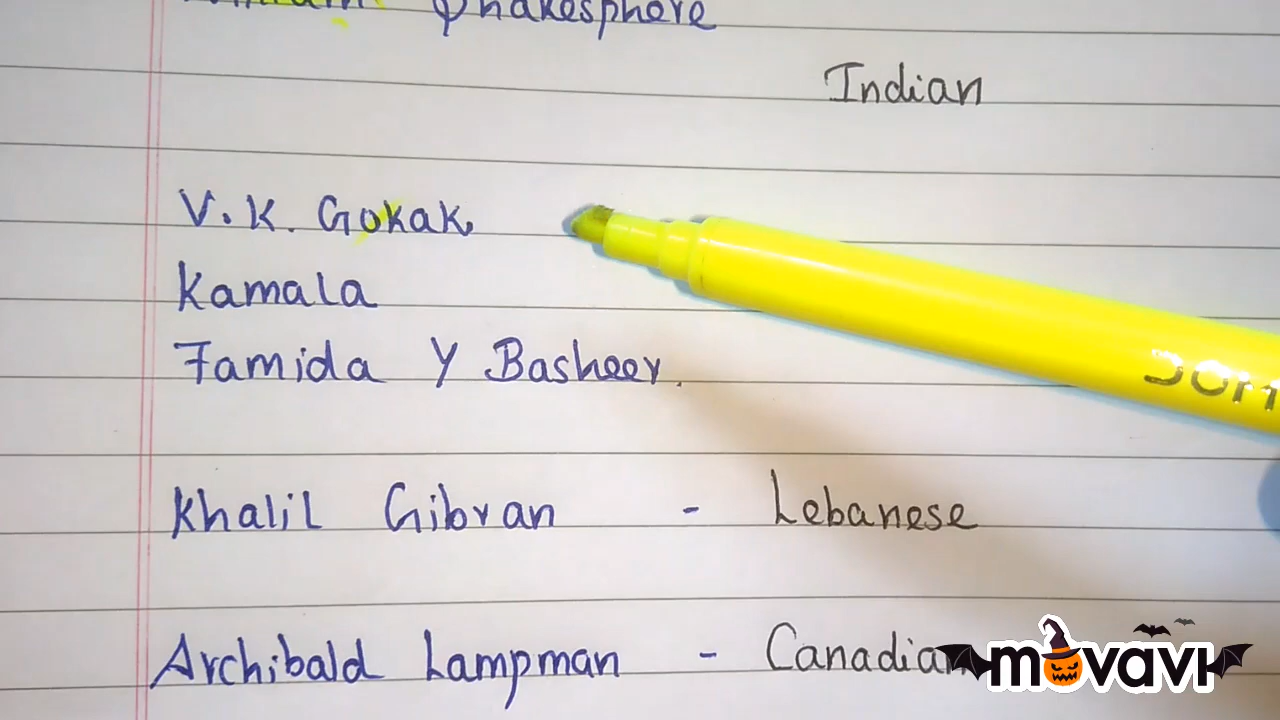 Shakesphere
Indian
V. K. Gokak
Kamala
Famida Y Basheer.
Khalil Gibran - Lebanese
Archibald Lampman - Canadian
movavi